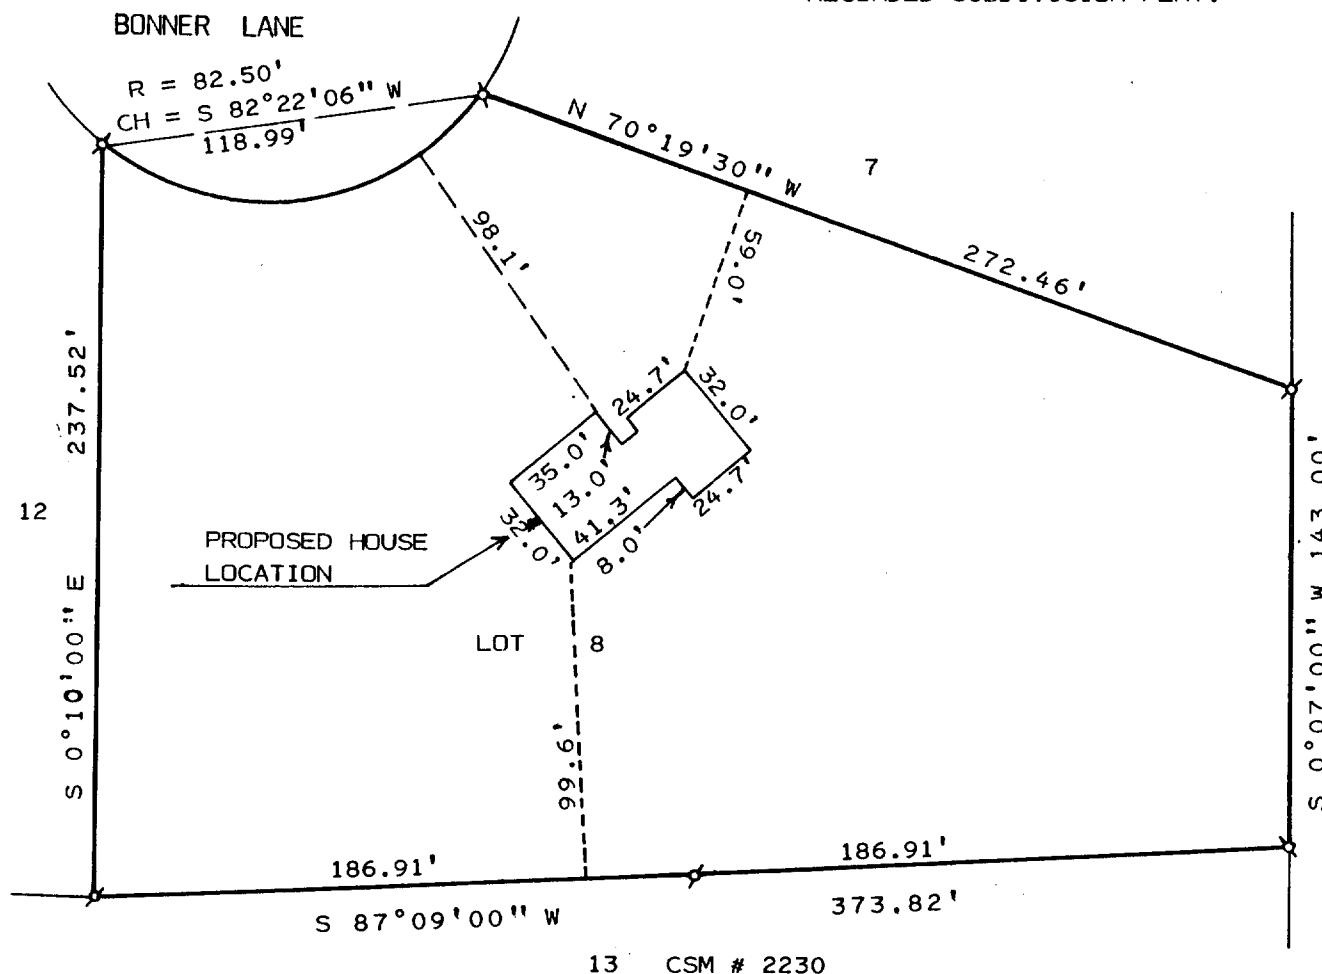 BONNER LANE
R = 82.50'
CH = S 82°22'06" W
118.99'
N 70°19'30" W
7
272.46'
98.1'
59.0'
237.52'
S 0°10'00" E
12
24.7'
32.0'
35.0'
13.0'
41.3'
32.0'
8.0'
24.7'
PROPOSED HOUSE
LOCATION
LOT 8
99.6'
S 0°07'00" W 143.00'
186.91'
186.91'
S 87°09'00" W
373.82'
13 CSM # 2230